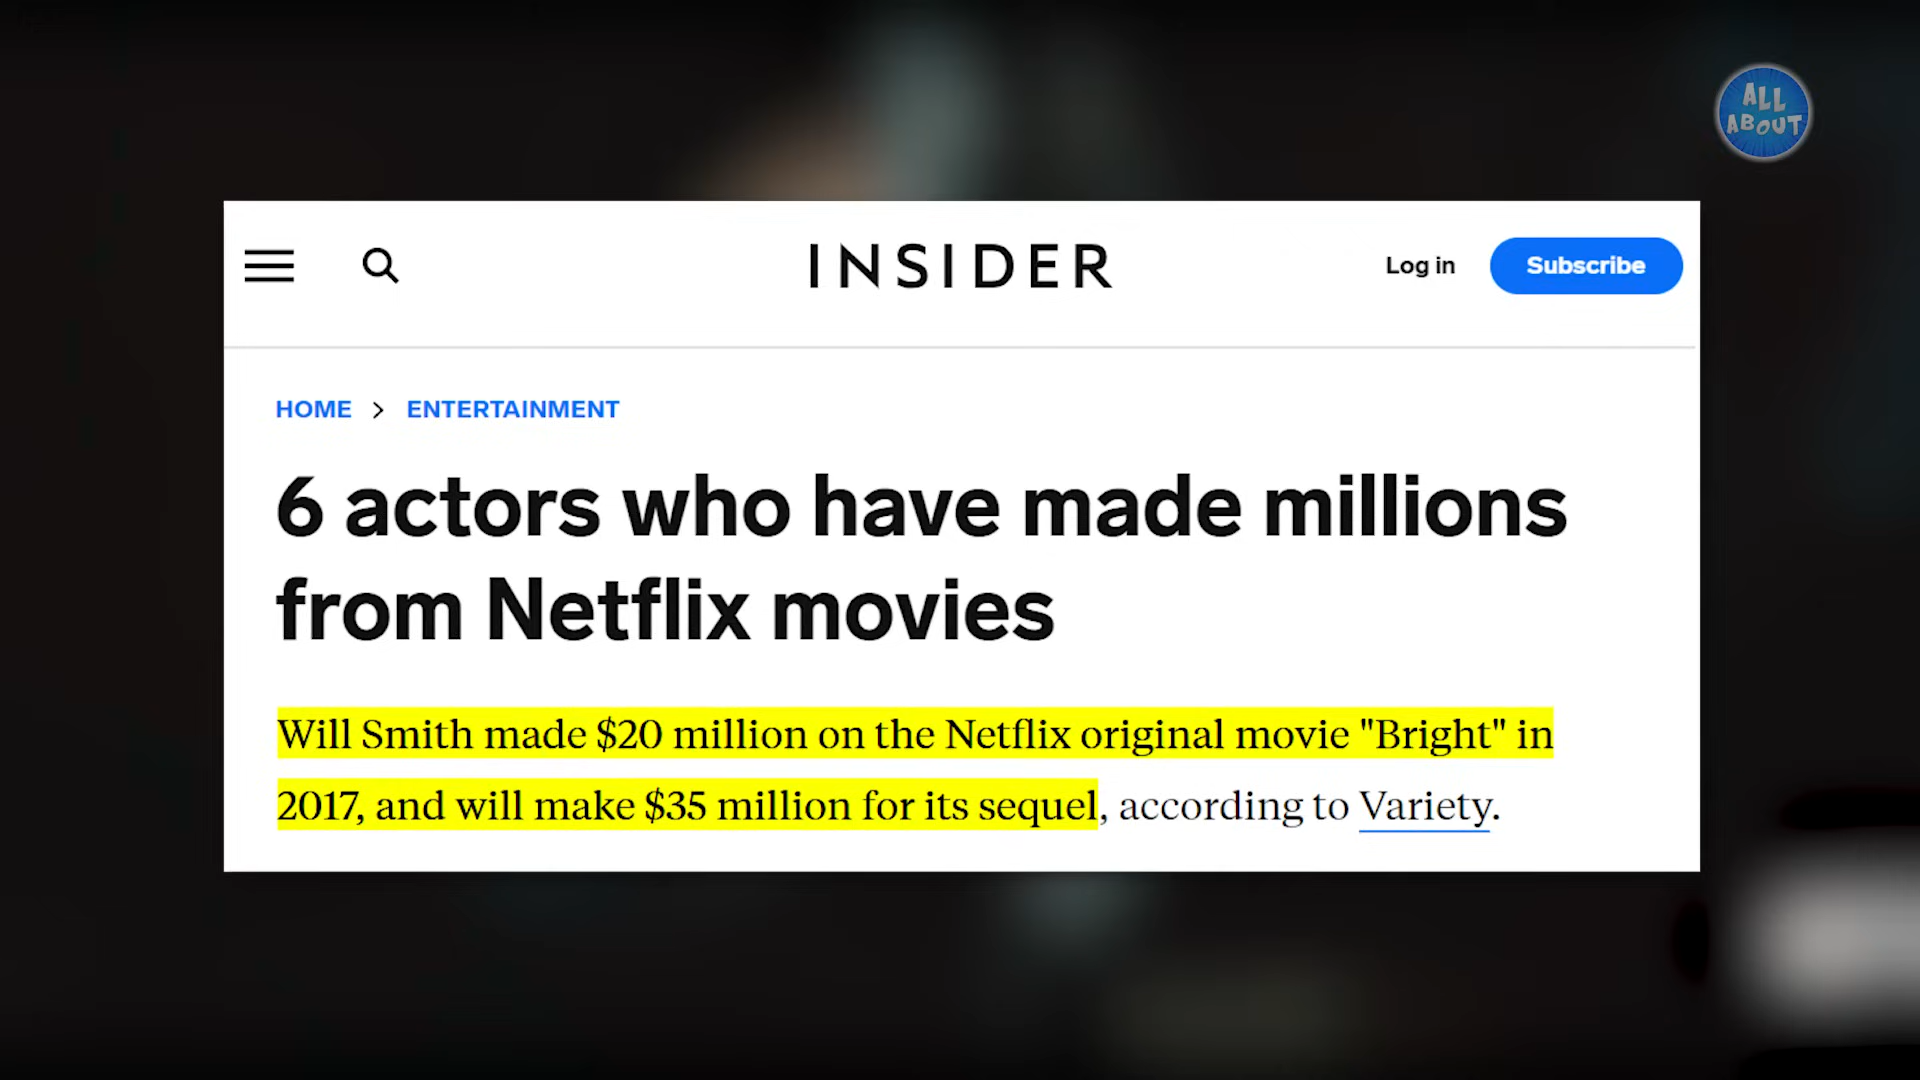 ALL
ABOUT
INSIDER
Log in
Subscribe
HOME > ENTERTAINMENT
6 actors who have made millions
from Netflix movies
Will Smith made $20 million on the Netflix original movie "Bright" in
2017, and will make $35 million for its sequel, according to Variety.